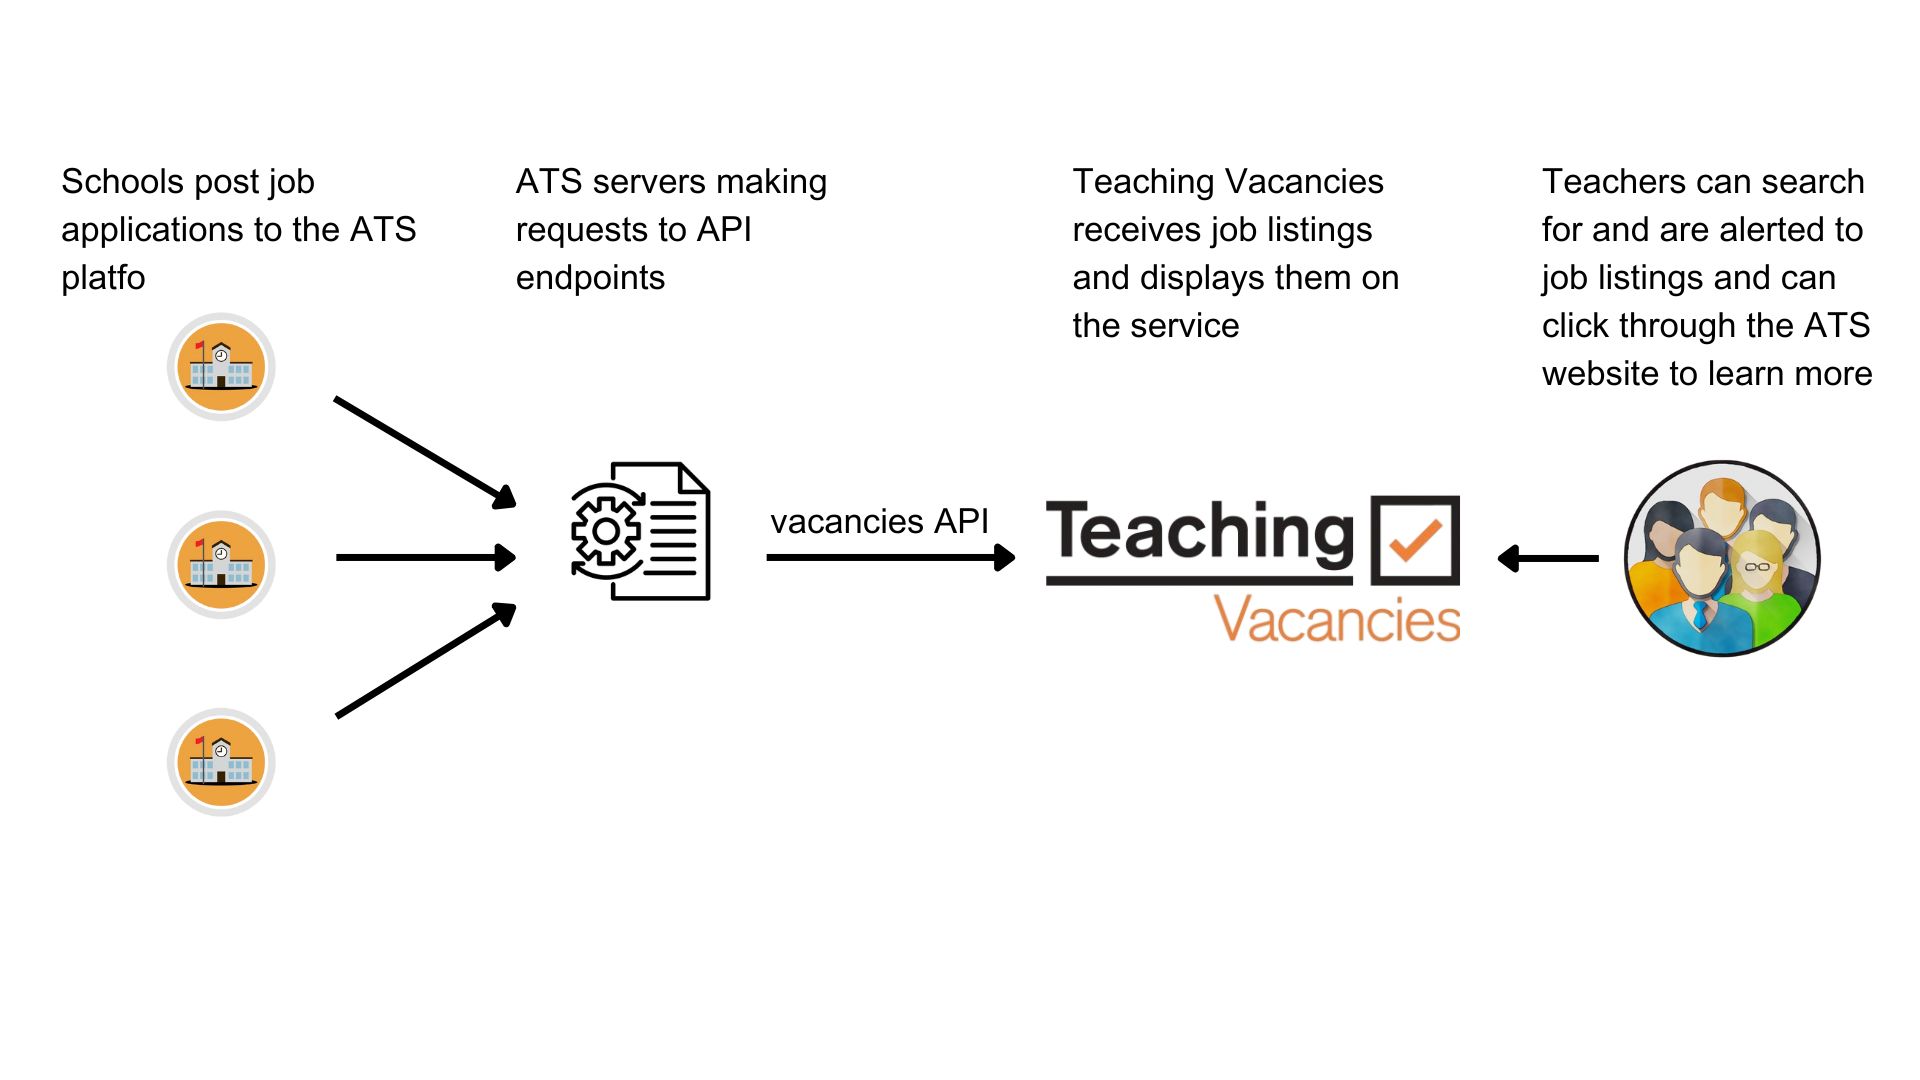 Schools post job
applications to the ATS
platfo
ATS servers making
requests to API
endpoints
Teaching Vacancies
receives job listings
and displays them on
the service
Teachers can search
for and are alerted to
job listings and can
click through the ATS
website to learn more
vacancies API
Teaching
Vacancies